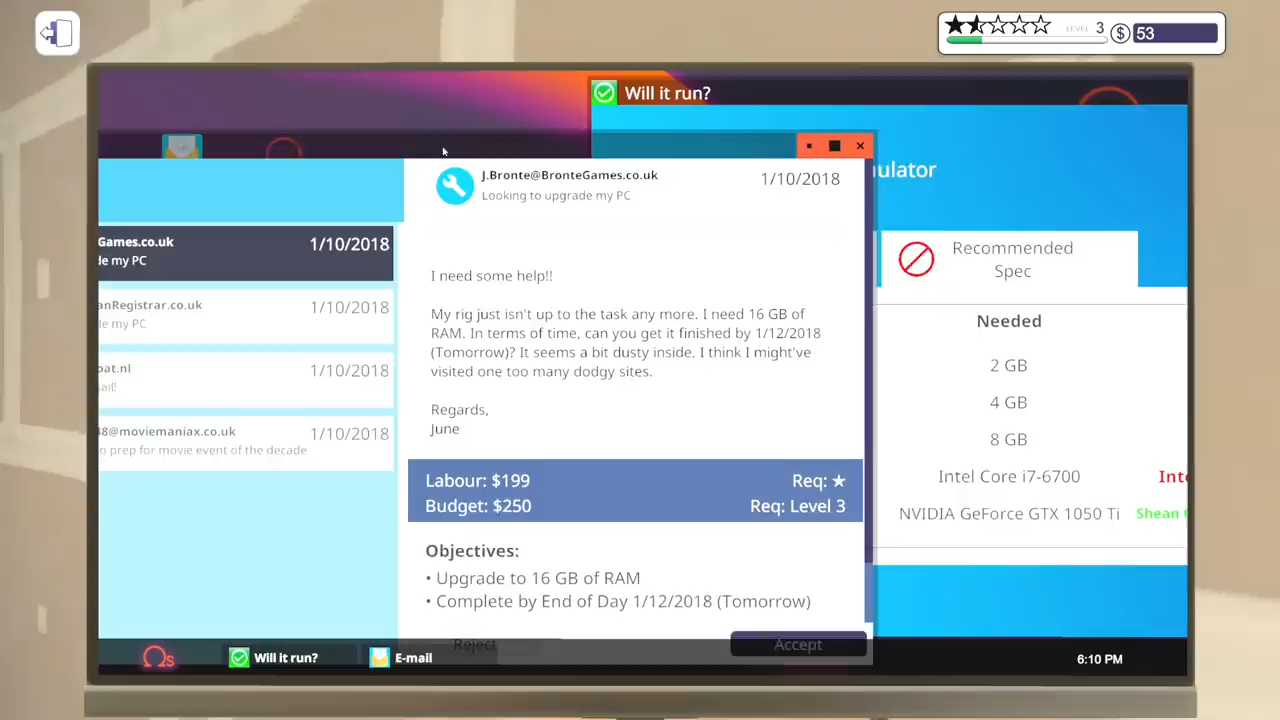 LEVEL 3
$ 53
Will it run?
ulator
J.Bronte@BronteGames.co.uk
1/10/2018
Looking to upgrade my PC
Games.co.uk
1/10/2018
de my PC
anRegistrar.co.uk
1/10/2018
de my PC
oat.nl
1/10/2018
sail!
48@moviemaniax.co.uk
1/10/2018
o prep for movie event of the decade
I need some help!!
My rig just isn't up to the task any more. I need 16 GB of
RAM. In terms of time, can you get it finished by 1/12/2018
(Tomorrow)? It seems a bit dusty inside. I think I might've
visited one too many dodgy sites.
Regards,
June
Labour: $199
Req: ★
Budget: $250
Req: Level 3
Objectives:
• Upgrade to 16 GB of RAM
• Complete by End of Day 1/12/2018 (Tomorrow)
Reject
Accept
Recommended
Spec
Needed
2 GB
4 GB
8 GB
Intel Core i7-6700
Inte
NVIDIA GeForce GTX 1050 Ti
Shean
Ωs
Will it run?
E-mail
6:10 PM